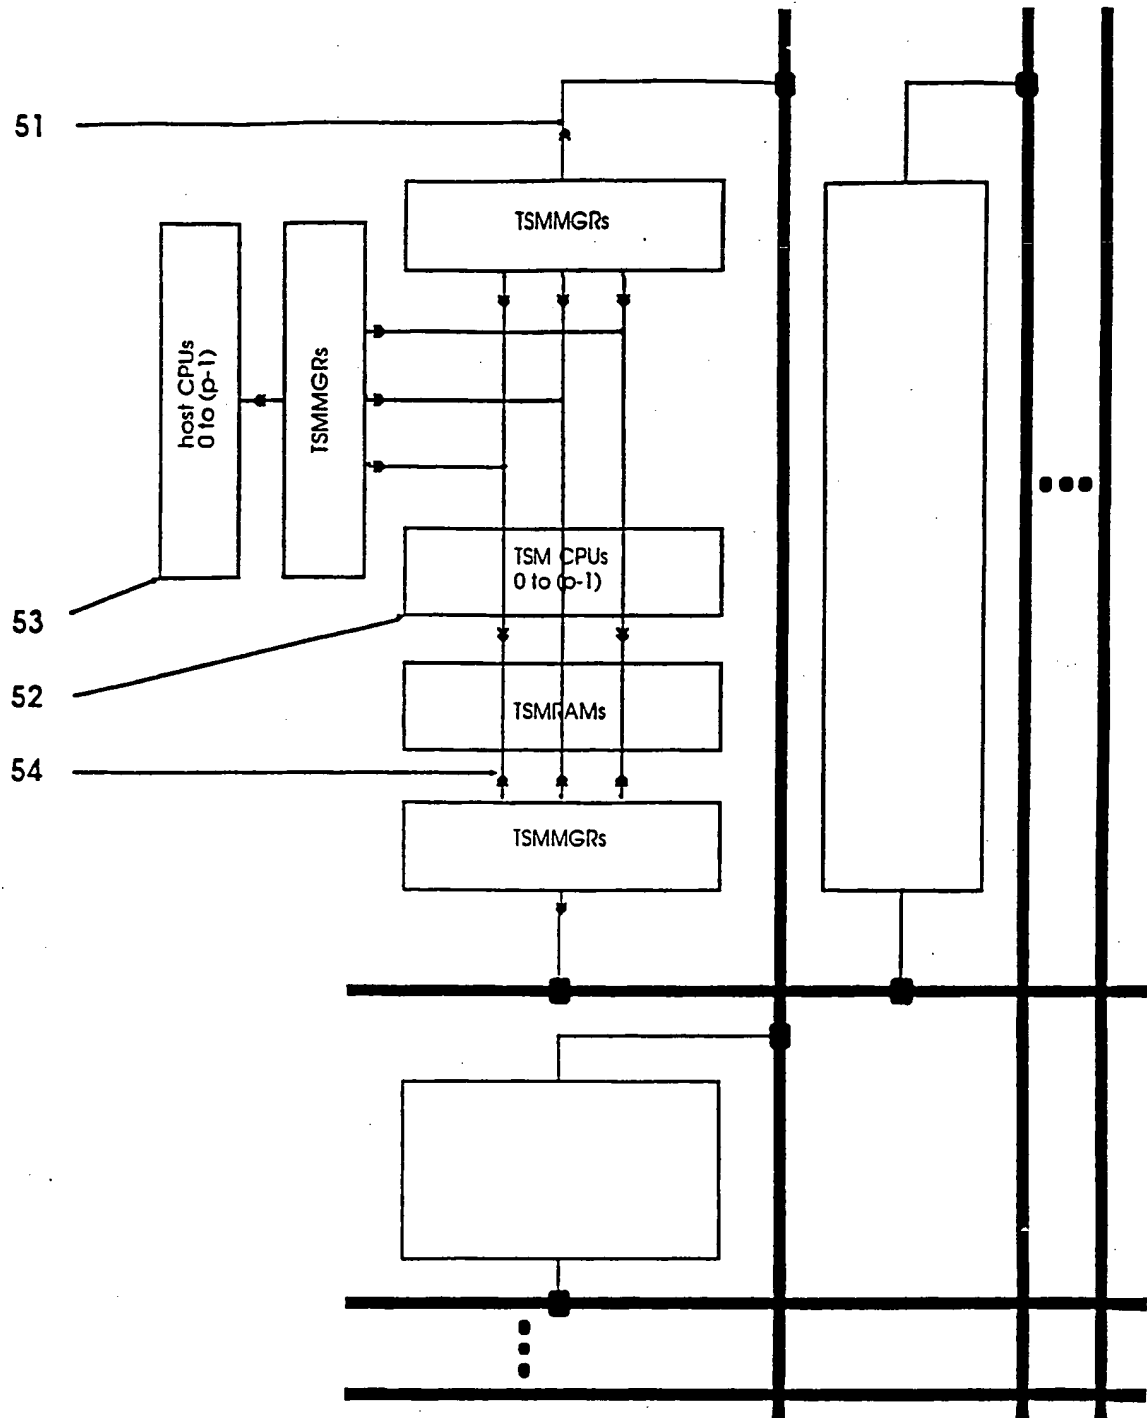 51
TSMMGRs
host CPUs
0 to (p-1)
TSMMGRs
TSM CPUs
0 to (p-1)
53
52
TSMRAMs
54
TSMMGRs